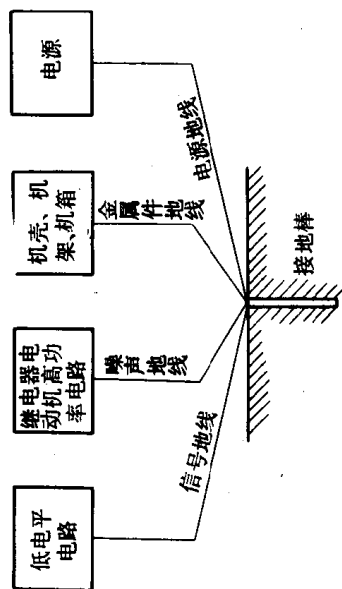 低电平
电路
继电器电
动机高功
率电路
机壳、机
架、机箱
电源
信号地线
噪声地线
金属件地线
电源地线
接地棒